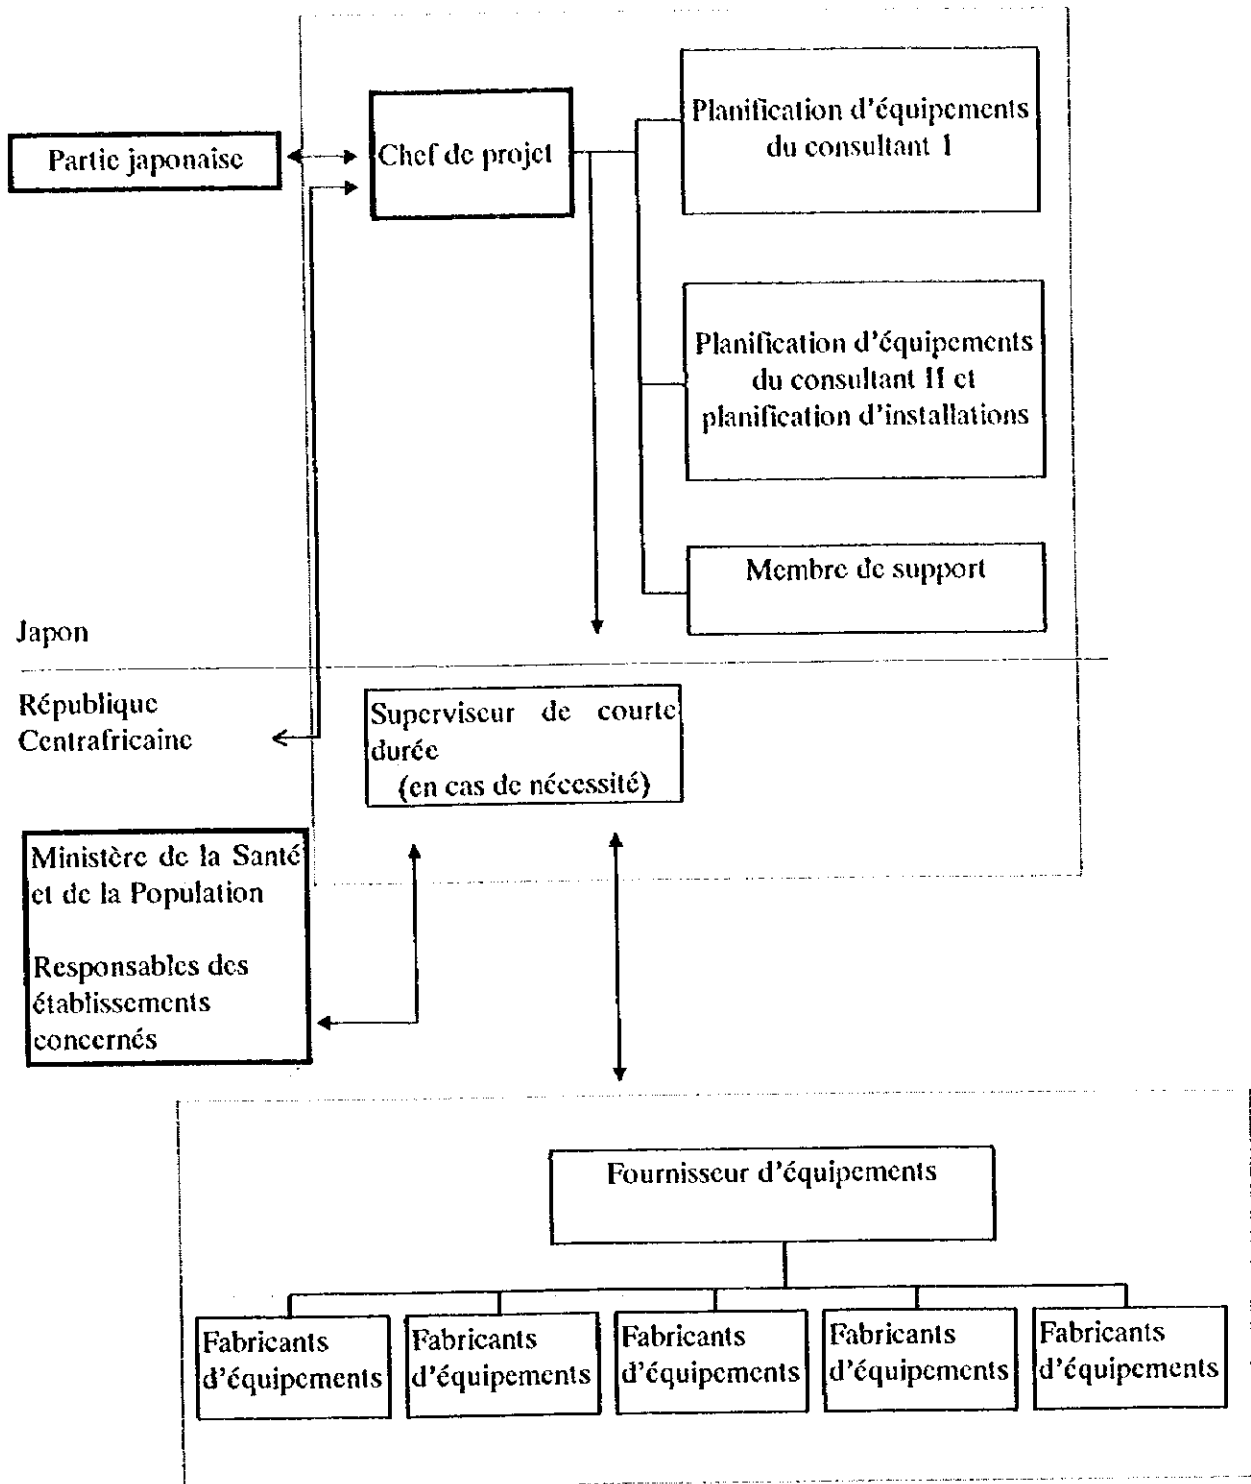 Planification d'équipements
du consultant 1
Partie japonaise
Chef de projet
Planification d'équipements
du consultant II et
planification d'installations
Membre de support
Japon
République
Centrafricaine
Superviseur de courte
durée
(en cas de nécessité)
Ministère de la Santé
et de la Population
Responsables des
établissements
concernés
Fournisseur d'équipements
Fabricants
d'équipements
Fabricants
d'équipements
Fabricants
d'équipements
Fabricants
d'équipements
Fabricants
d'équipements